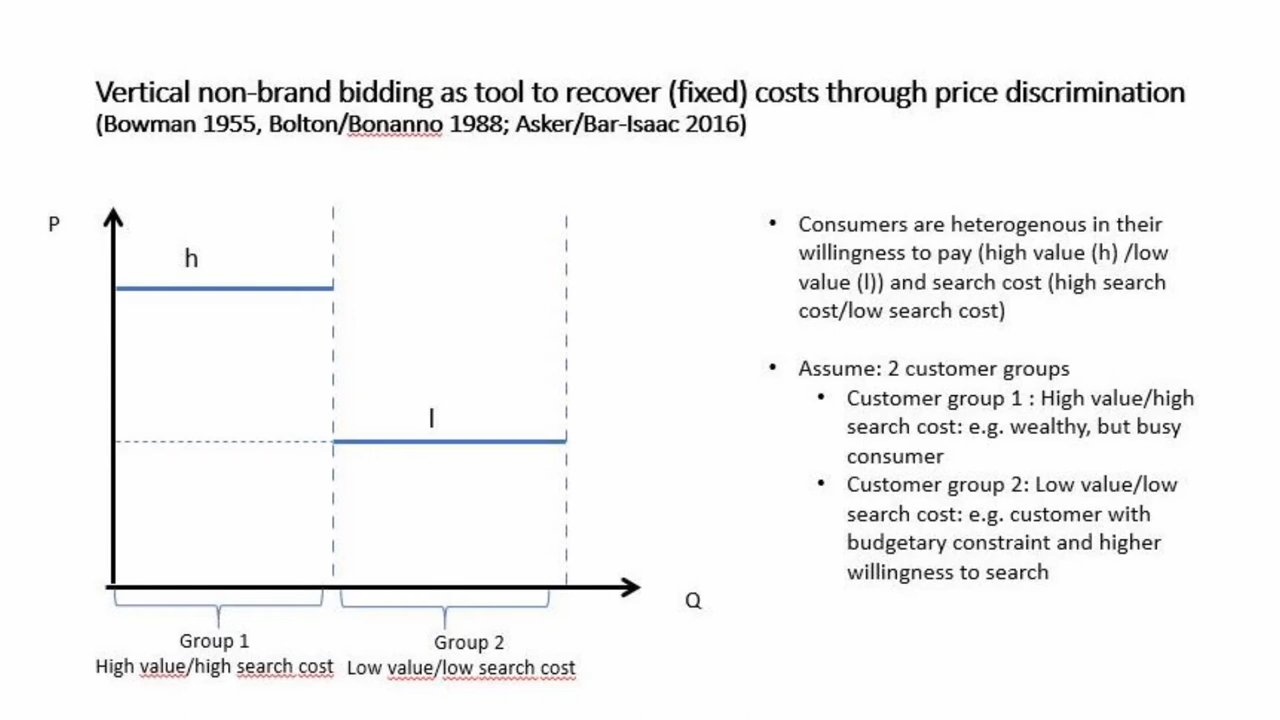 Vertical non-brand bidding as tool to recover (fixed) costs through price discrimination
(Bowman 1955, Bolton/Bonanno 1988; Asker/Bar-Isaac 2016)
P
h
l
Q
Group 1
High value/high search cost
Group 2
Low value/low search cost
• Consumers are heterogenous in their
willingness to pay (high value (h) /low
value (l)) and search cost (high search
cost/low search cost)
• Assume: 2 customer groups
• Customer group 1 : High value/high
search cost: e.g. wealthy, but busy
consumer
• Customer group 2: Low value/low
search cost: e.g. customer with
budgetary constraint and higher
willingness to search